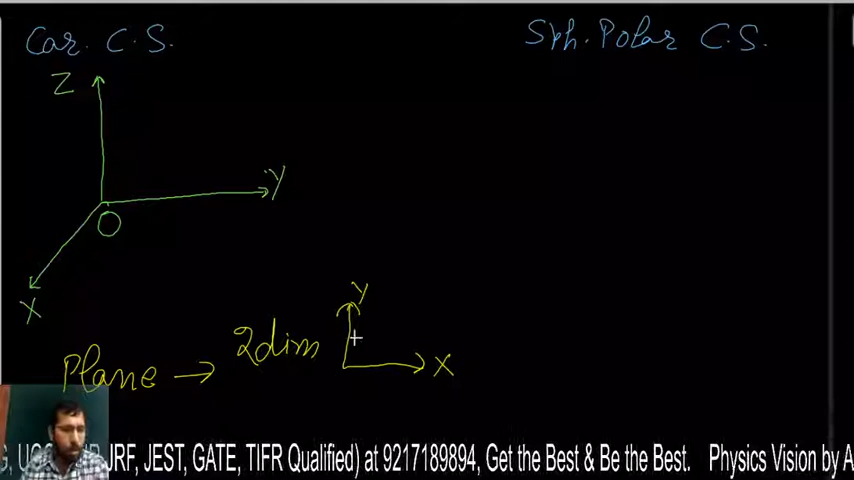 Car. C.S.
Sph. Polar C.S.
Z
Y
O
X
Y
Plane → 2dim
X
JRF, JEST, GATE, TIFR Qualified) at 9217189894, Get the Best & Be the Best. Physics Vision by A